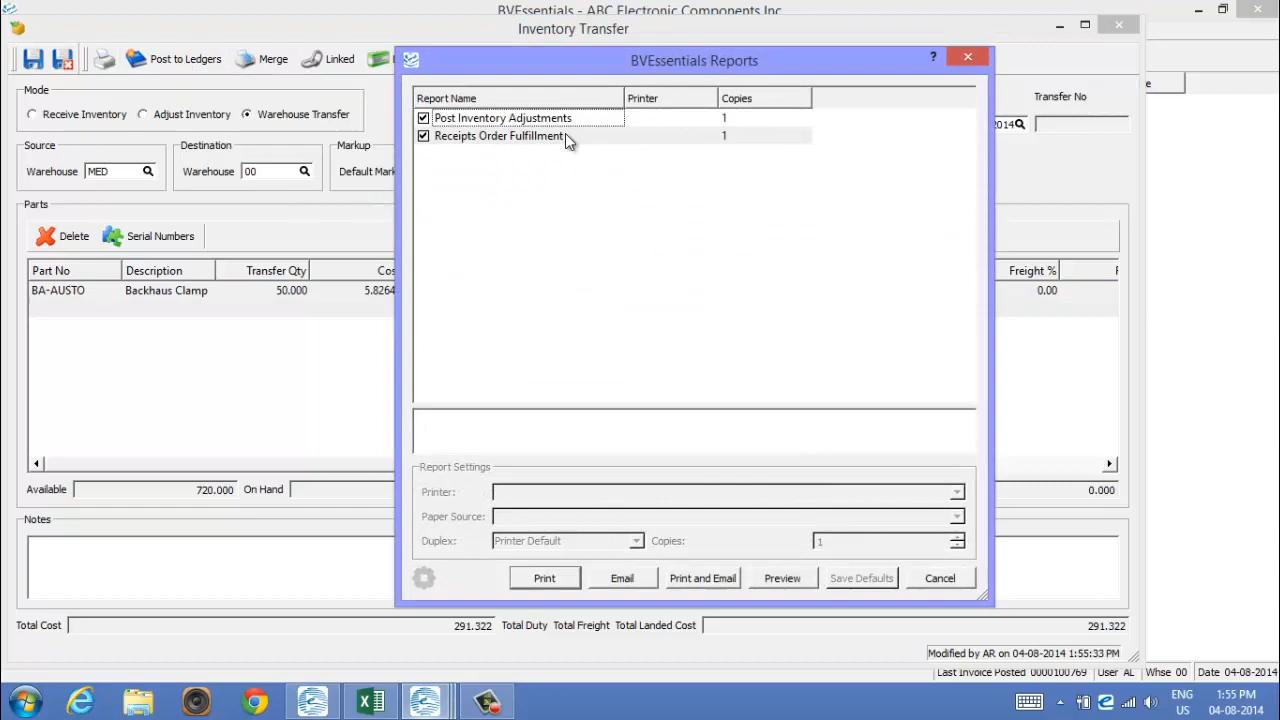 BVEssentials - ABC Electronic Components Inc
Inventory Transfer
Post to Ledgers
Merge
Linked
Mode
Receive Inventory
Adjust Inventory
Warehouse Transfer
Transfer No
2014
Source
Destination
Markup
Warehouse MED
Warehouse 00
Default Mark
Parts
Delete
Serial Numbers
Part No Description Transfer Qty Cos
Freight %
BA-AUSTO Backhaus Clamp 50.000 5.8264
0.00
Available 720.000 On Hand
0.000
Notes
Total Cost 291.322 Total Duty Total Freight Total Landed Cost 291.322
Modified by AR on 04-08-2014 1:55:33 PM
Last Invoice Posted 0000100769 User AL Whse 00 Date 04-08-2014
BVEssentials Reports
?
Report Name Printer Copies
Post Inventory Adjustments 1
Receipts Order Fulfillment 1
Report Settings
Printer:
Paper Source:
Duplex: Printer Default Copies: 1
Print
Email
Print and Email
Preview
Save Defaults
Cancel
ENG
US
1:55 PM
04-08-2014